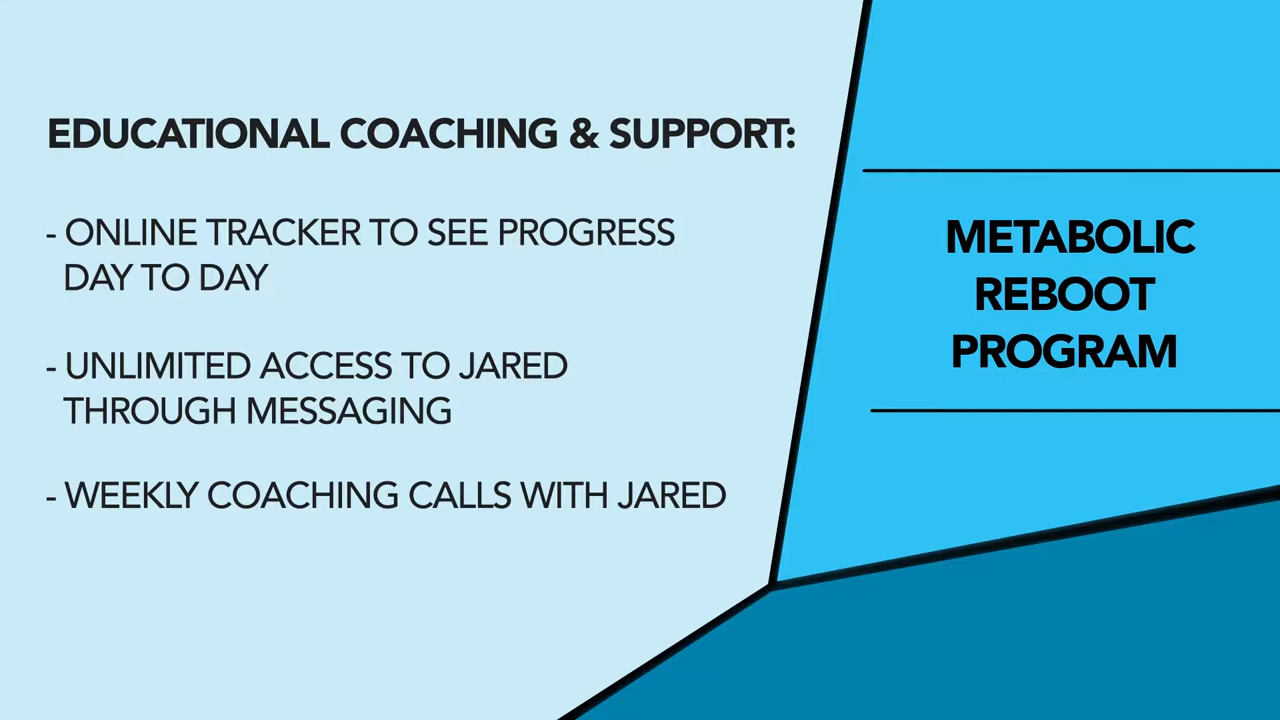 EDUCATIONAL COACHING & SUPPORT:
- ONLINE TRACKER TO SEE PROGRESS
DAY TO DAY
- UNLIMITED ACCESS TO JARED
THROUGH MESSAGING
- WEEKLY COACHING CALLS WITH JARED
METABOLIC
REBOOT
PROGRAM